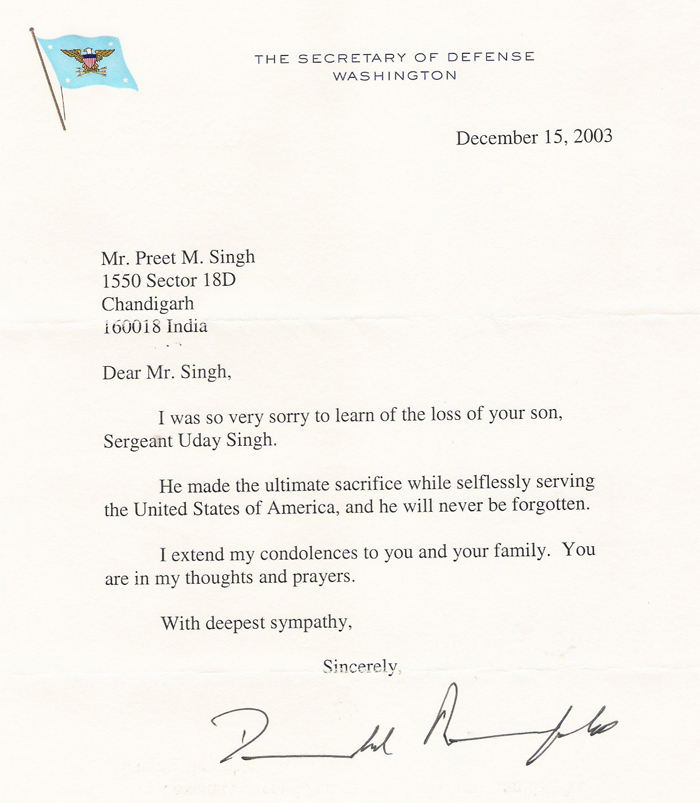 THE SECRETARY OF DEFENSE
WASHINGTON
December 15, 2003
Mr. Preet M. Singh
1550 Sector 18D
Chandigarh
160018 India
Dear Mr. Singh,
I was so very sorry to learn of the loss of your son,
Sergeant Uday Singh.
He made the ultimate sacrifice while selflessly serving
the United States of America, and he will never be forgotten.
I extend my condolences to you and your family.  You
are in my thoughts and prayers.
With deepest sympathy,
Sincerely,